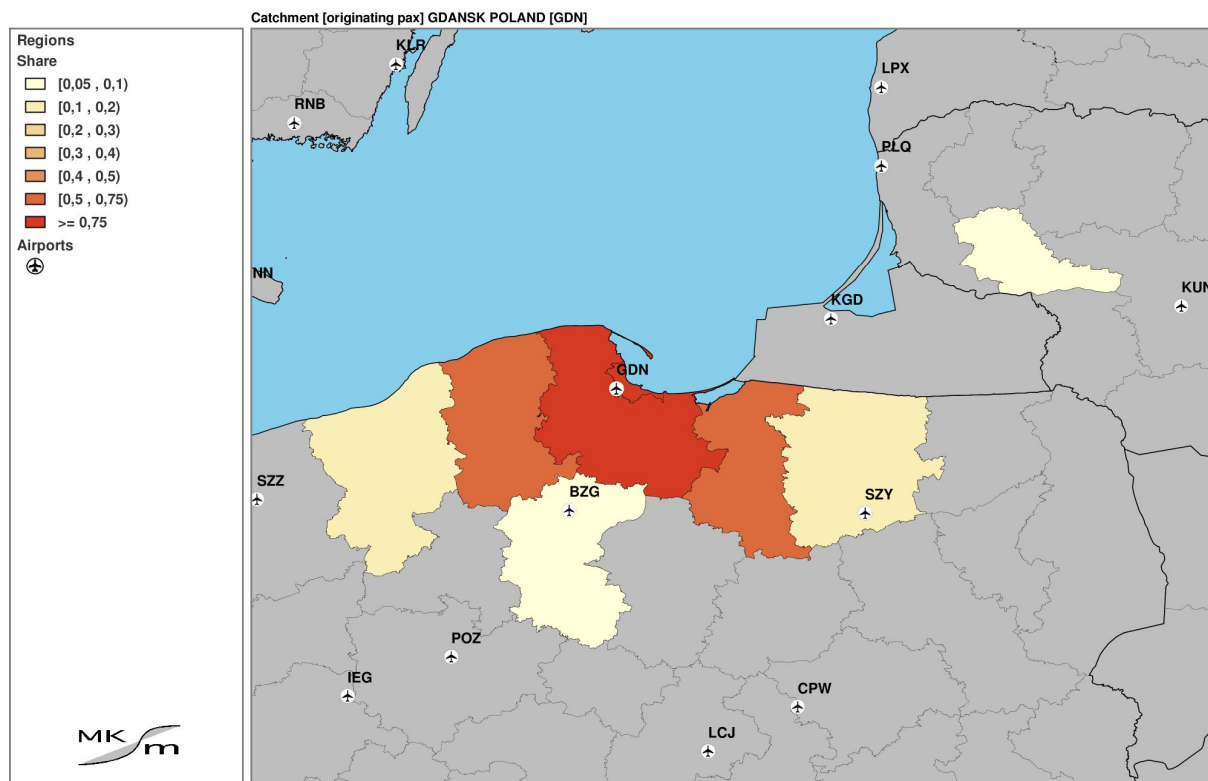 Catchment [originating pax] GDANSK POLAND [GDN]
Regions
Share
[0,05 , 0,1)
[0,1 , 0,2)
[0,2 , 0,3)
[0,3 , 0,4)
[0,4 , 0,5)
[0,5 , 0,75)
>= 0,75
Airports
KLR
LPX
RNB
PLQ
NN
KUN
KGD
GDN
SZZ
BZG
SZY
POZ
IEG
CPW
LCJ
MK
m